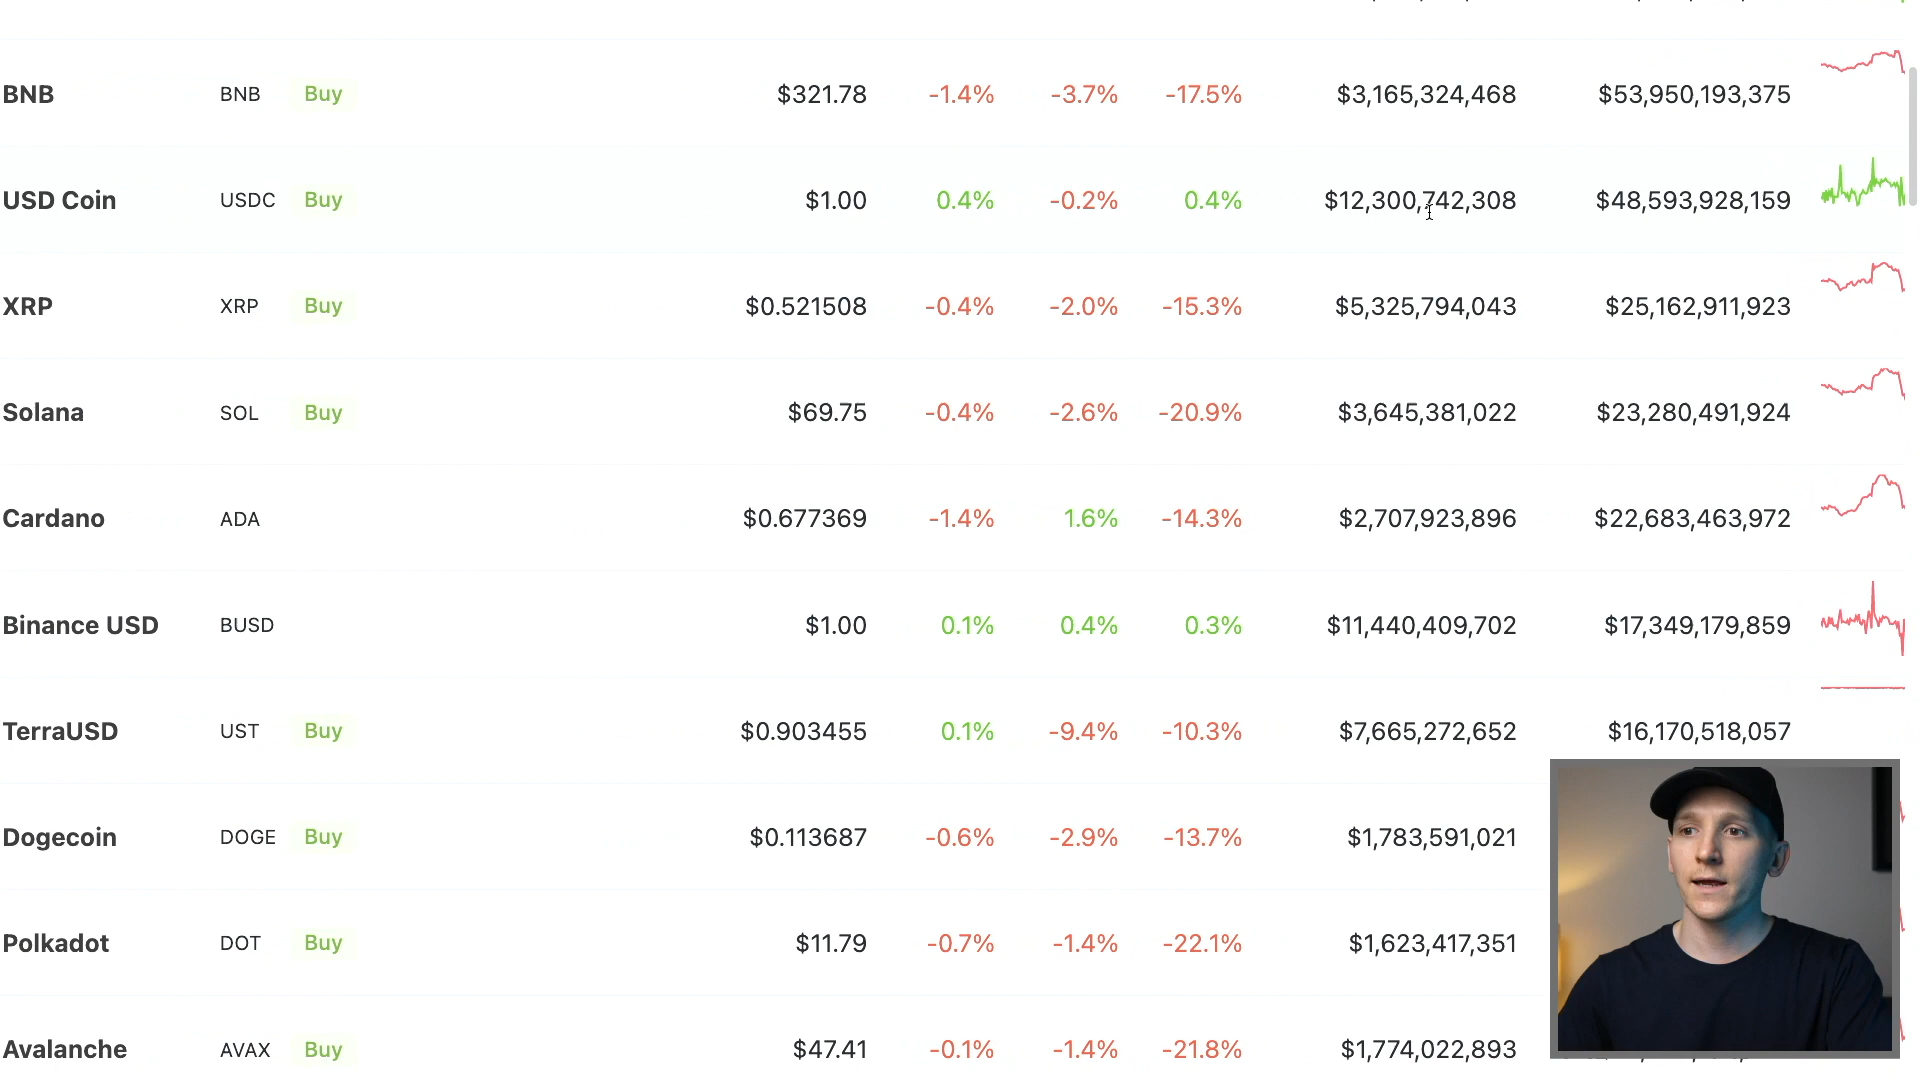 BNB BNB Buy $321.78 -1.4% -3.7% -17.5% $3,165,324,468 $53,950,193,375
USD Coin USDC Buy $1.00 0.4% -0.2% 0.4% $12,300,742,308 $48,593,928,159
XRP XRP Buy $0.521508 -0.4% -2.0% -15.3% $5,325,794,043 $25,162,911,923
Solana SOL Buy $69.75 -0.4% -2.6% -20.9% $3,645,381,022 $23,280,491,924
Cardano ADA $0.677369 -1.4% 1.6% -14.3% $2,707,923,896 $22,683,463,972
Binance USD BUSD $1.00 0.1% 0.4% 0.3% $11,440,409,702 $17,349,179,859
TerraUSD UST Buy $0.903455 0.1% -9.4% -10.3% $7,665,272,652 $16,170,518,057
Dogecoin DOGE Buy $0.113687 -0.6% -2.9% -13.7% $1,783,591,021
Polkadot DOT Buy $11.79 -0.7% -1.4% -22.1% $1,623,417,351
Avalanche AVAX Buy $47.41 -0.1% -1.4% -21.8% $1,774,022,893